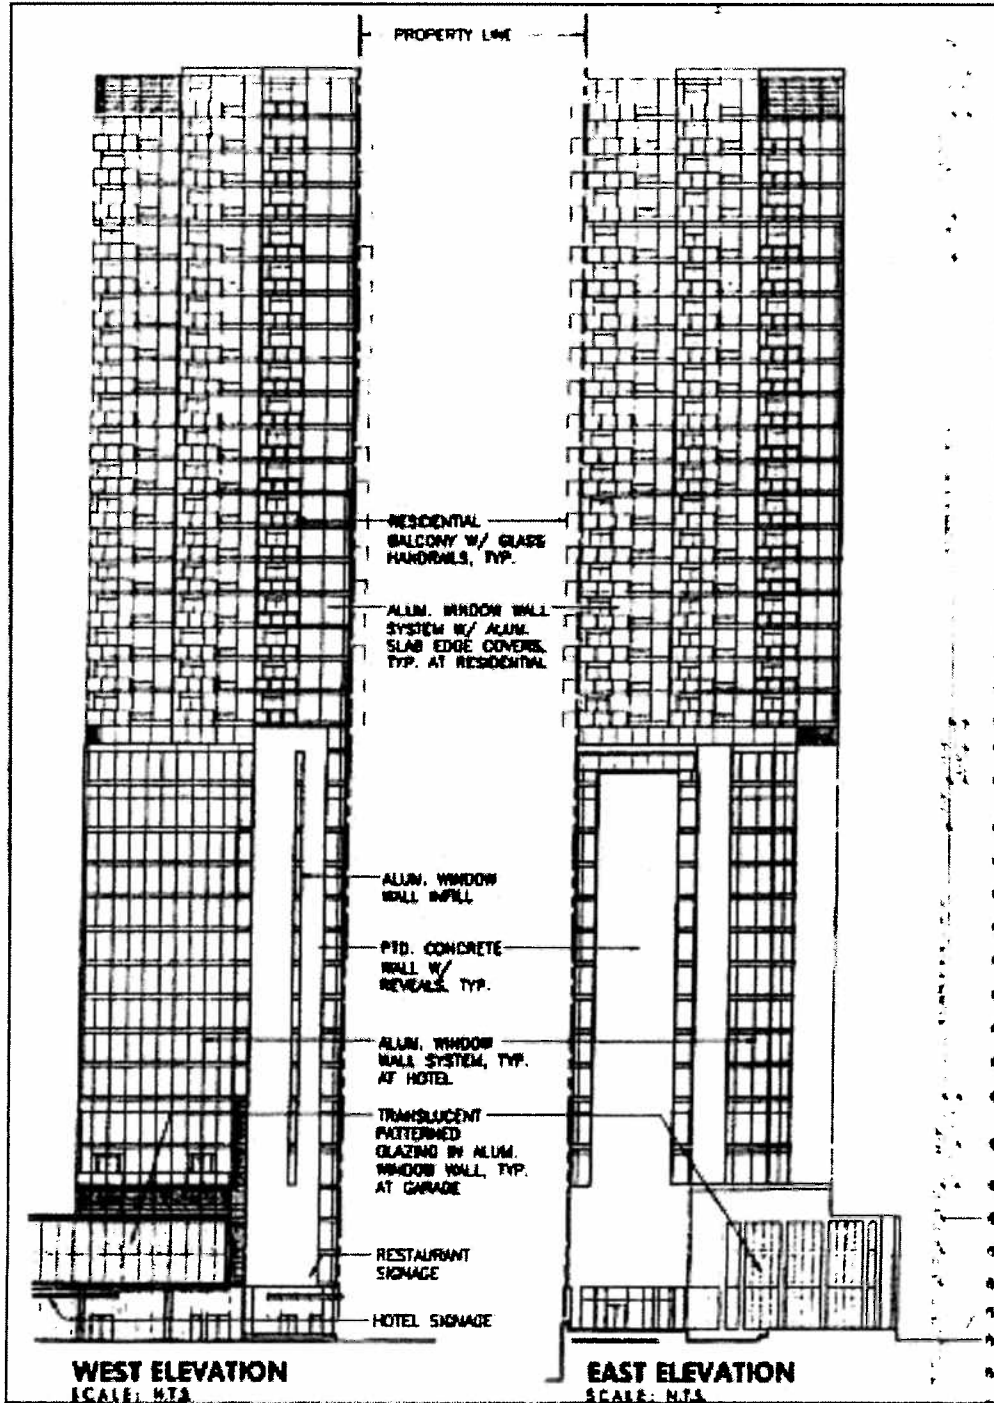 PROPERTY LINE
RESIDENTIAL
BALCONY W/ GLASS
HANDRAILS, TYP.
ALUM. WINDOW WALL
SYSTEM W/ ALUM.
SLAB EDGE COVERS,
TYP. AT RESIDENTIAL
ALUM. WINDOW
WALL INFILL
PTD. CONCRETE
WALL W/
REVEALS, TYP.
ALUM. WINDOW
WALL SYSTEM, TYP.
AT HOTEL
TRANSLUCENT
PATTERNED
GLAZING IN ALUM.
WINDOW WALL, TYP.
AT GARAGE
RESTAURANT
SIGNAGE
HOTEL SIGNAGE
WEST ELEVATION
SCALE: N.T.S.
EAST ELEVATION
SCALE: N.T.S.